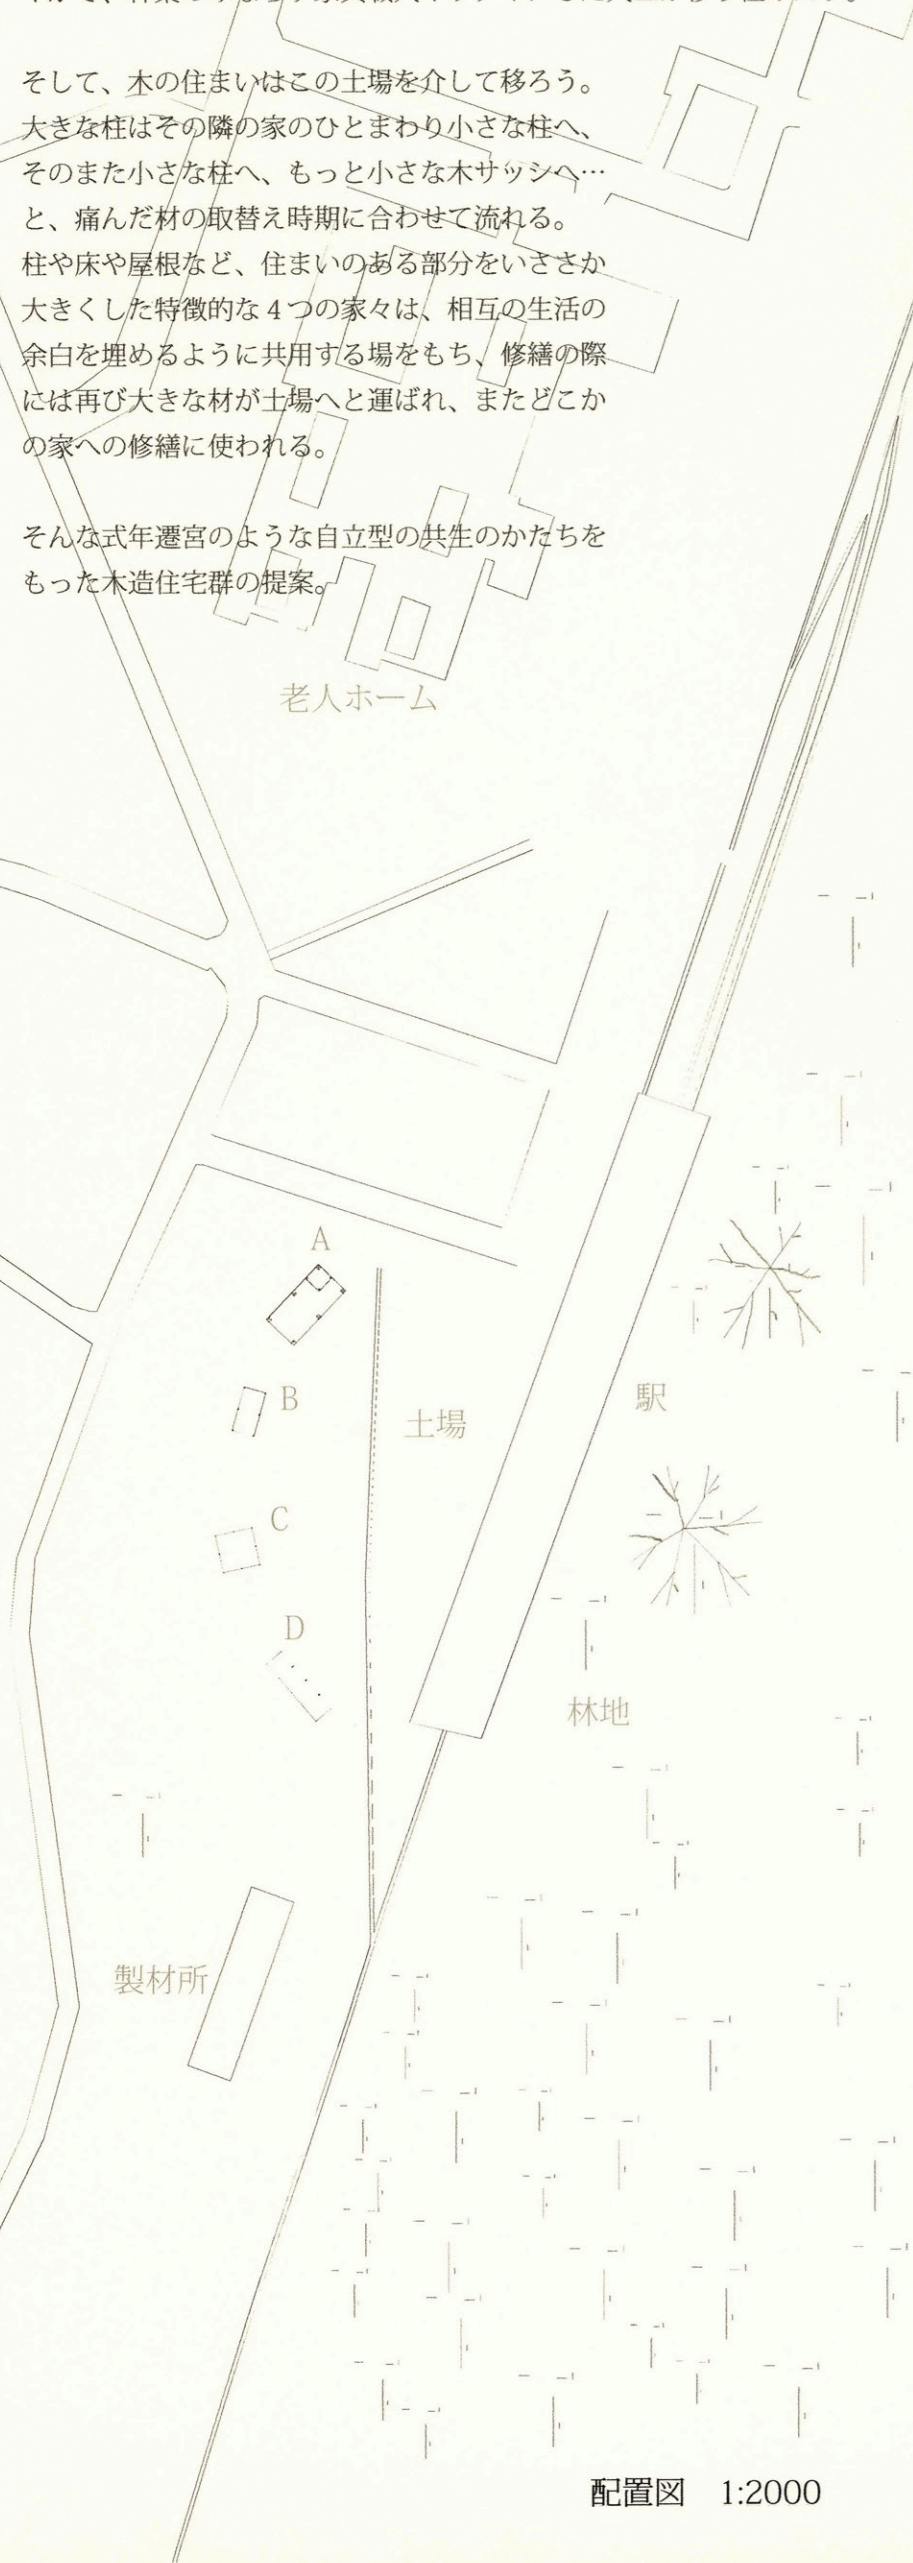 そして、木の住まいはこの土場を介して移ろう。
大きな柱はその隣の家のひとまわり小さな柱へ、
そのまた小さな柱へ、もっと小さな木サッシへ…
と、痛んだ材の取替え時期に合わせて流れる。
柱や床や屋根など、住まいのある部分をいささか
大きくした特徴的な4つの家々は、相互の生活の
余白を埋めるように共用する場をもち、修繕の際
には再び大きな材が土場へと運ばれ、またどこか
の家への修繕に使われる。
そんな式年遷宮のような自立型の共生のかたちを
もった木造住宅群の提案。
老人ホーム
A
B
駅
土場
C
D
林地
製材所
配置図　1:2000